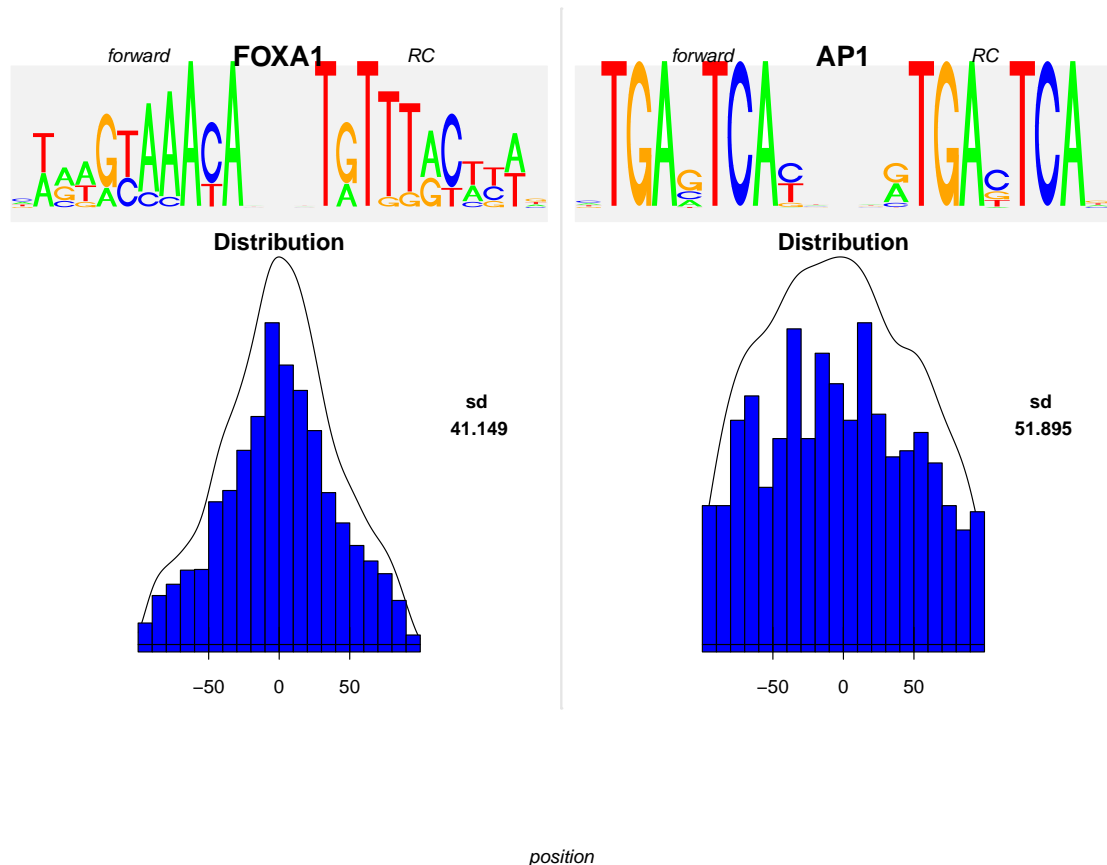 forward FOXA1 RC
Distribution
sd
41.149
−50 0 50
forward AP1 RC
Distribution
sd
51.895
−50 0 50
position